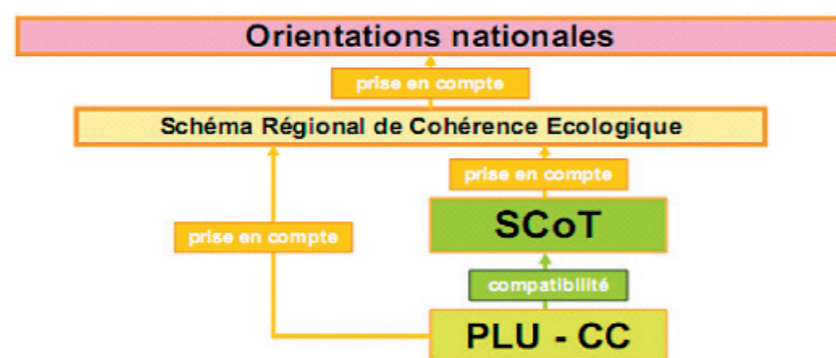 Orientations nationales
prise en compte
Schéma Régional de Cohérence Ecologique
prise en compte
SCoT
prise en compte
compatibilité
PLU - CC